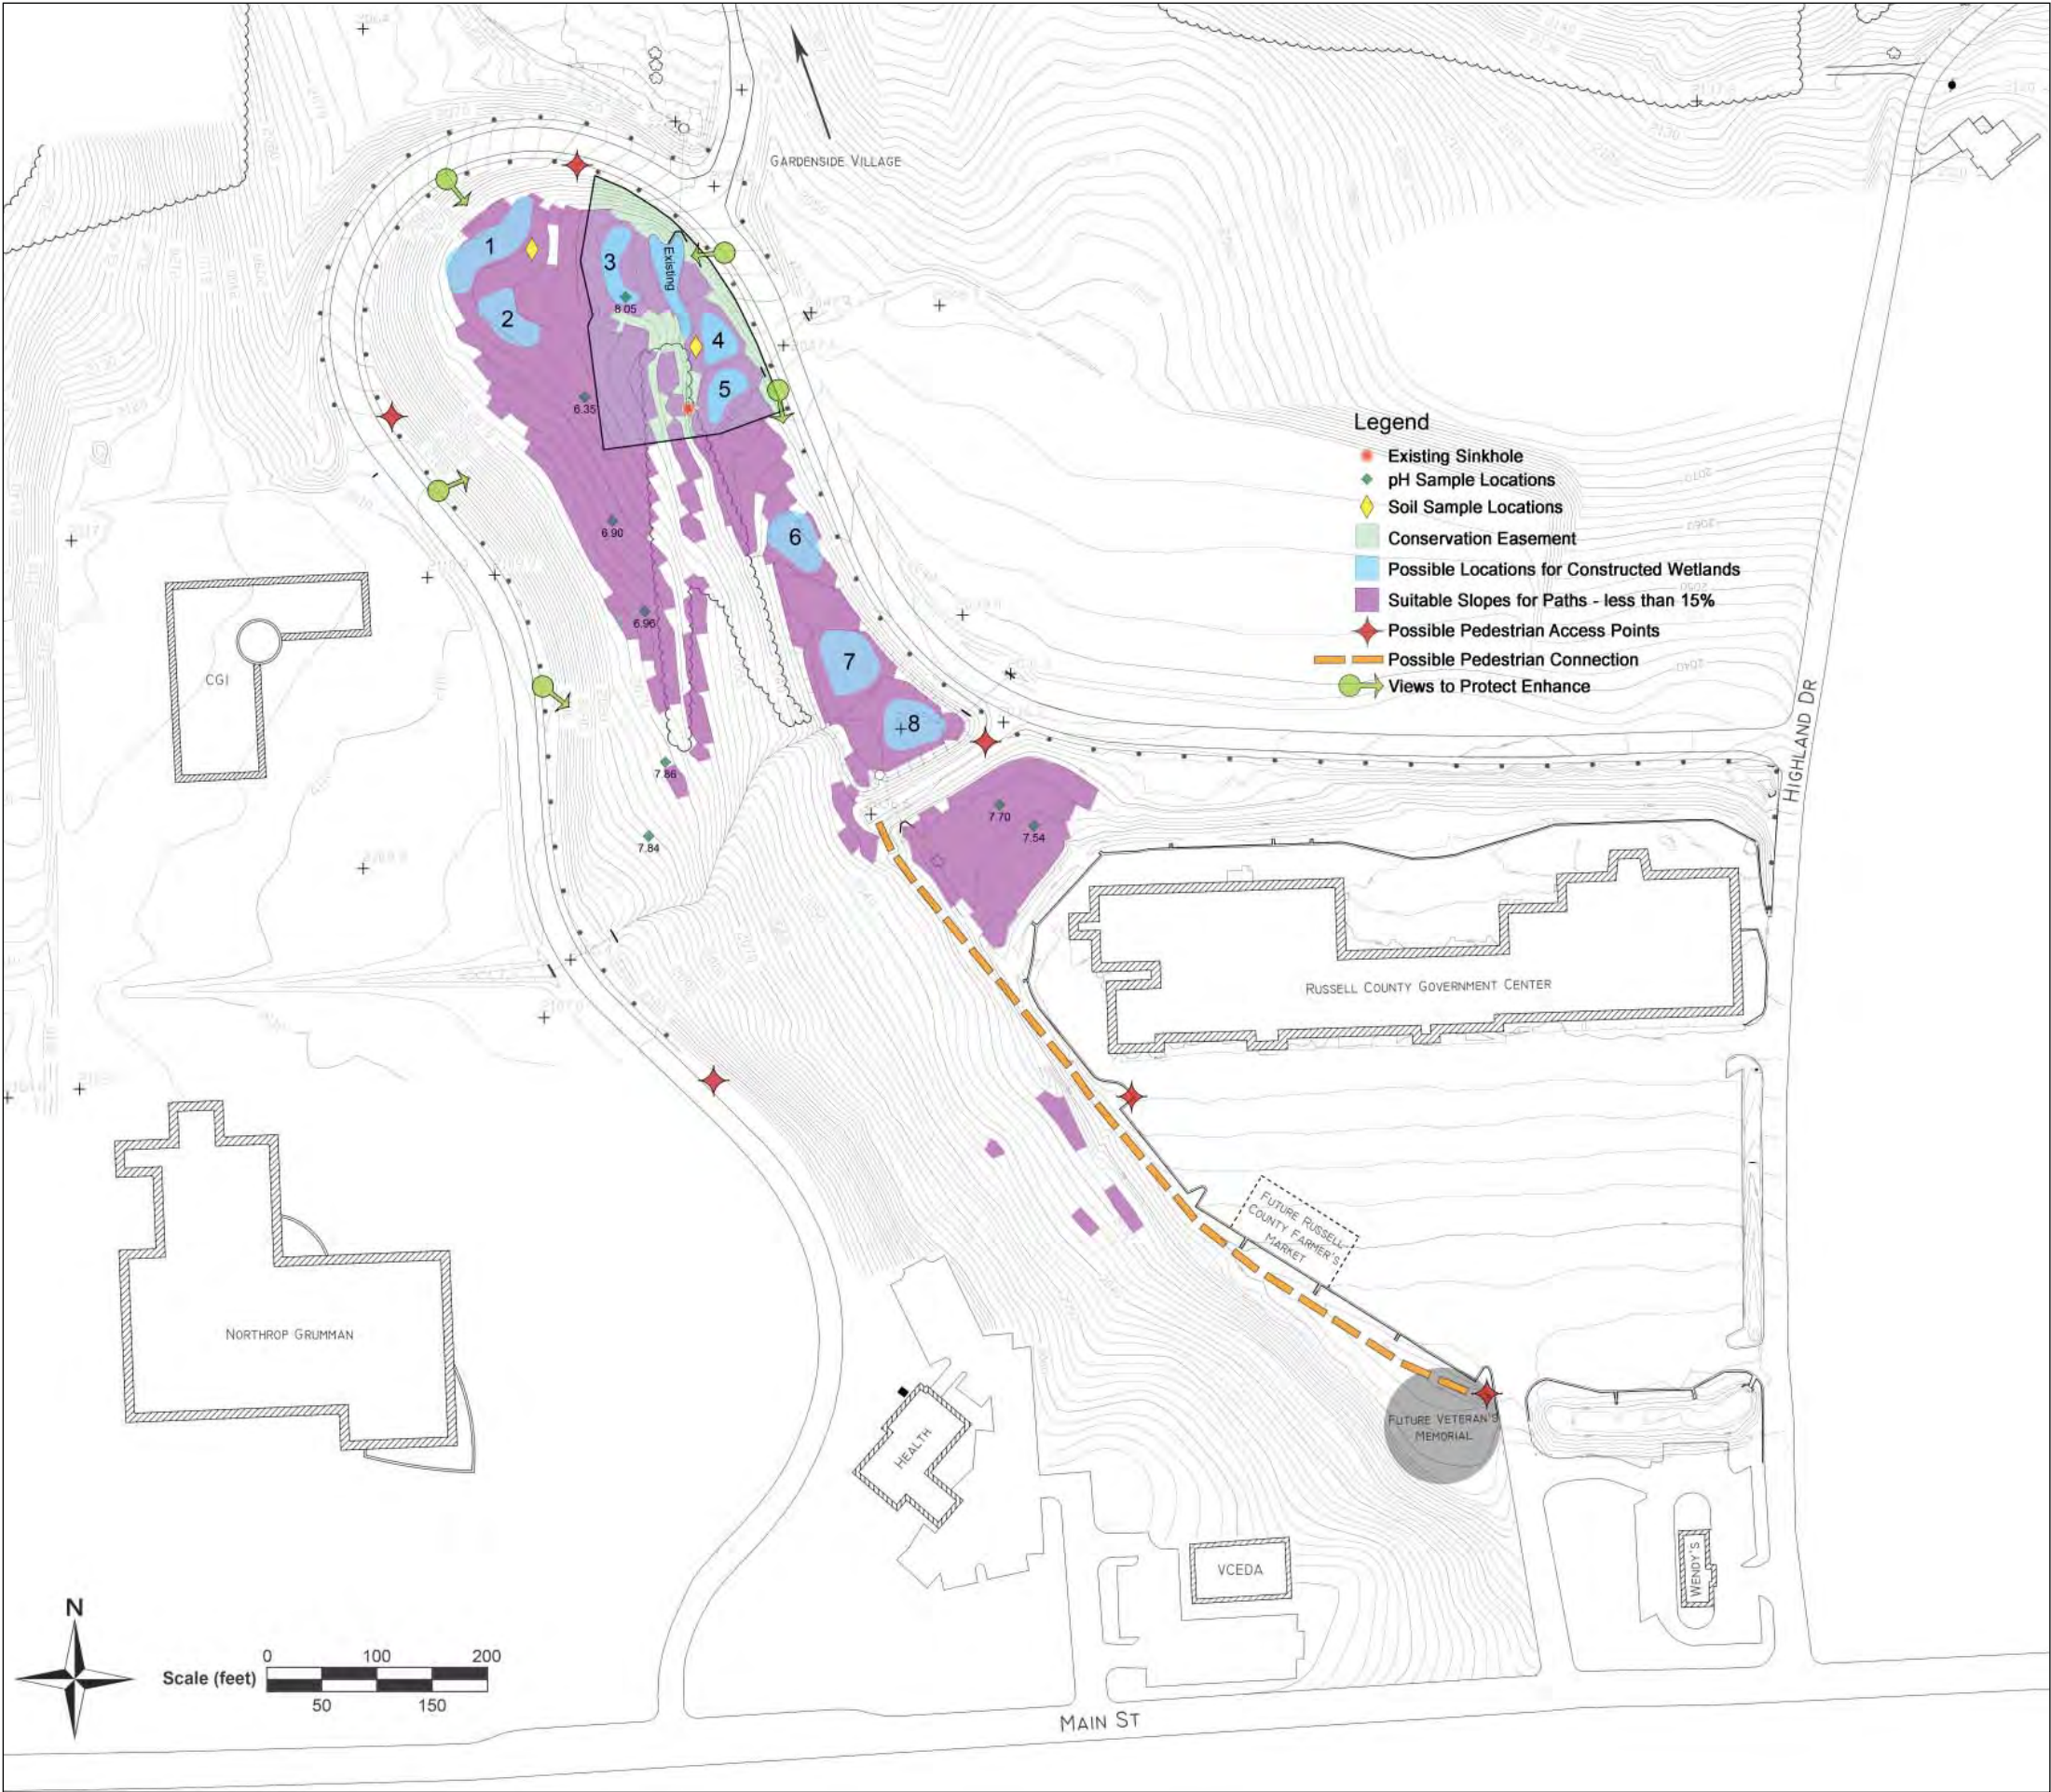 GARDENSIDE VILLAGE
1
2
3
Existing
8.05
4
5
6.35
6.90
6
6.96
7
8
7.86
7.84
7.70
7.54
Legend
Existing Sinkhole
pH Sample Locations
Soil Sample Locations
Conservation Easement
Possible Locations for Constructed Wetlands
Suitable Slopes for Paths - less than 15%
Possible Pedestrian Access Points
Possible Pedestrian Connection
Views to Protect Enhance
HIGHLAND DR
CGI
RUSSELL COUNTY GOVERNMENT CENTER
FUTURE RUSSELL
COUNTY FARMER'S
MARKET
NORTHROP GRUMMAN
HEALTH
FUTURE VETERAN'S
MEMORIAL
VCEDA
WENDY'S
N
Scale (feet)
0 100 200
50 150
MAIN ST